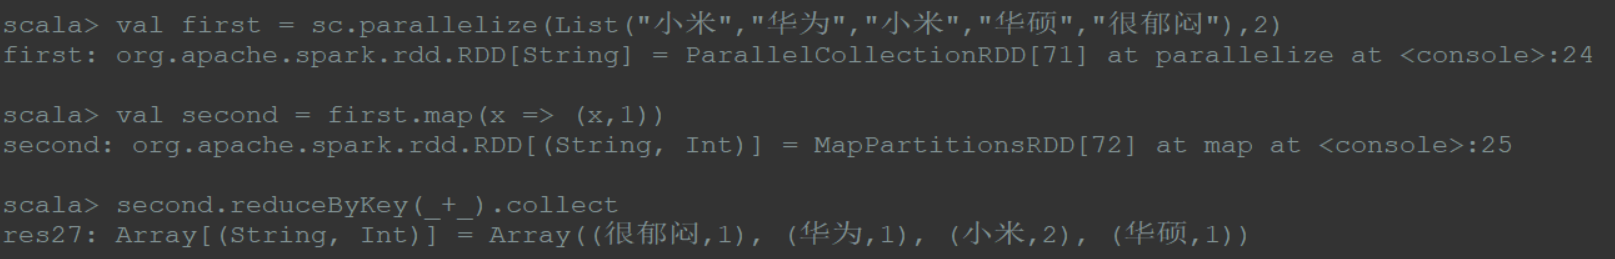 scala> val first = sc.parallelize(List("小米","华为","小米","华硕","很郁闷"),2)
first: org.apache.spark.rdd.RDD[String] = ParallelCollectionRDD[71] at parallelize at <console>:24
scala> val second = first.map(x => (x,1))
second: org.apache.spark.rdd.RDD[(String, Int)] = MapPartitionsRDD[72] at map at <console>:25
scala> second.reduceByKey(_+_).collect
res27: Array[(String, Int)] = Array((很郁闷,1), (华为,1), (小米,2), (华硕,1))